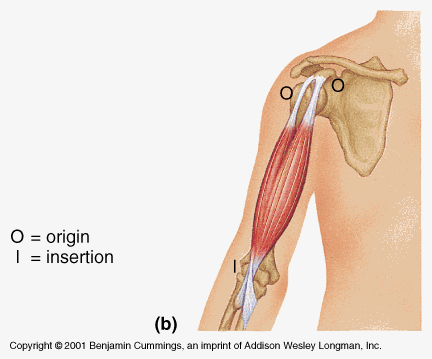 O
O
O = origin
I
I = insertion
(b)
Copyright © 2001 Benjamin Cummings, an imprint of Addison Wesley Longman, Inc.